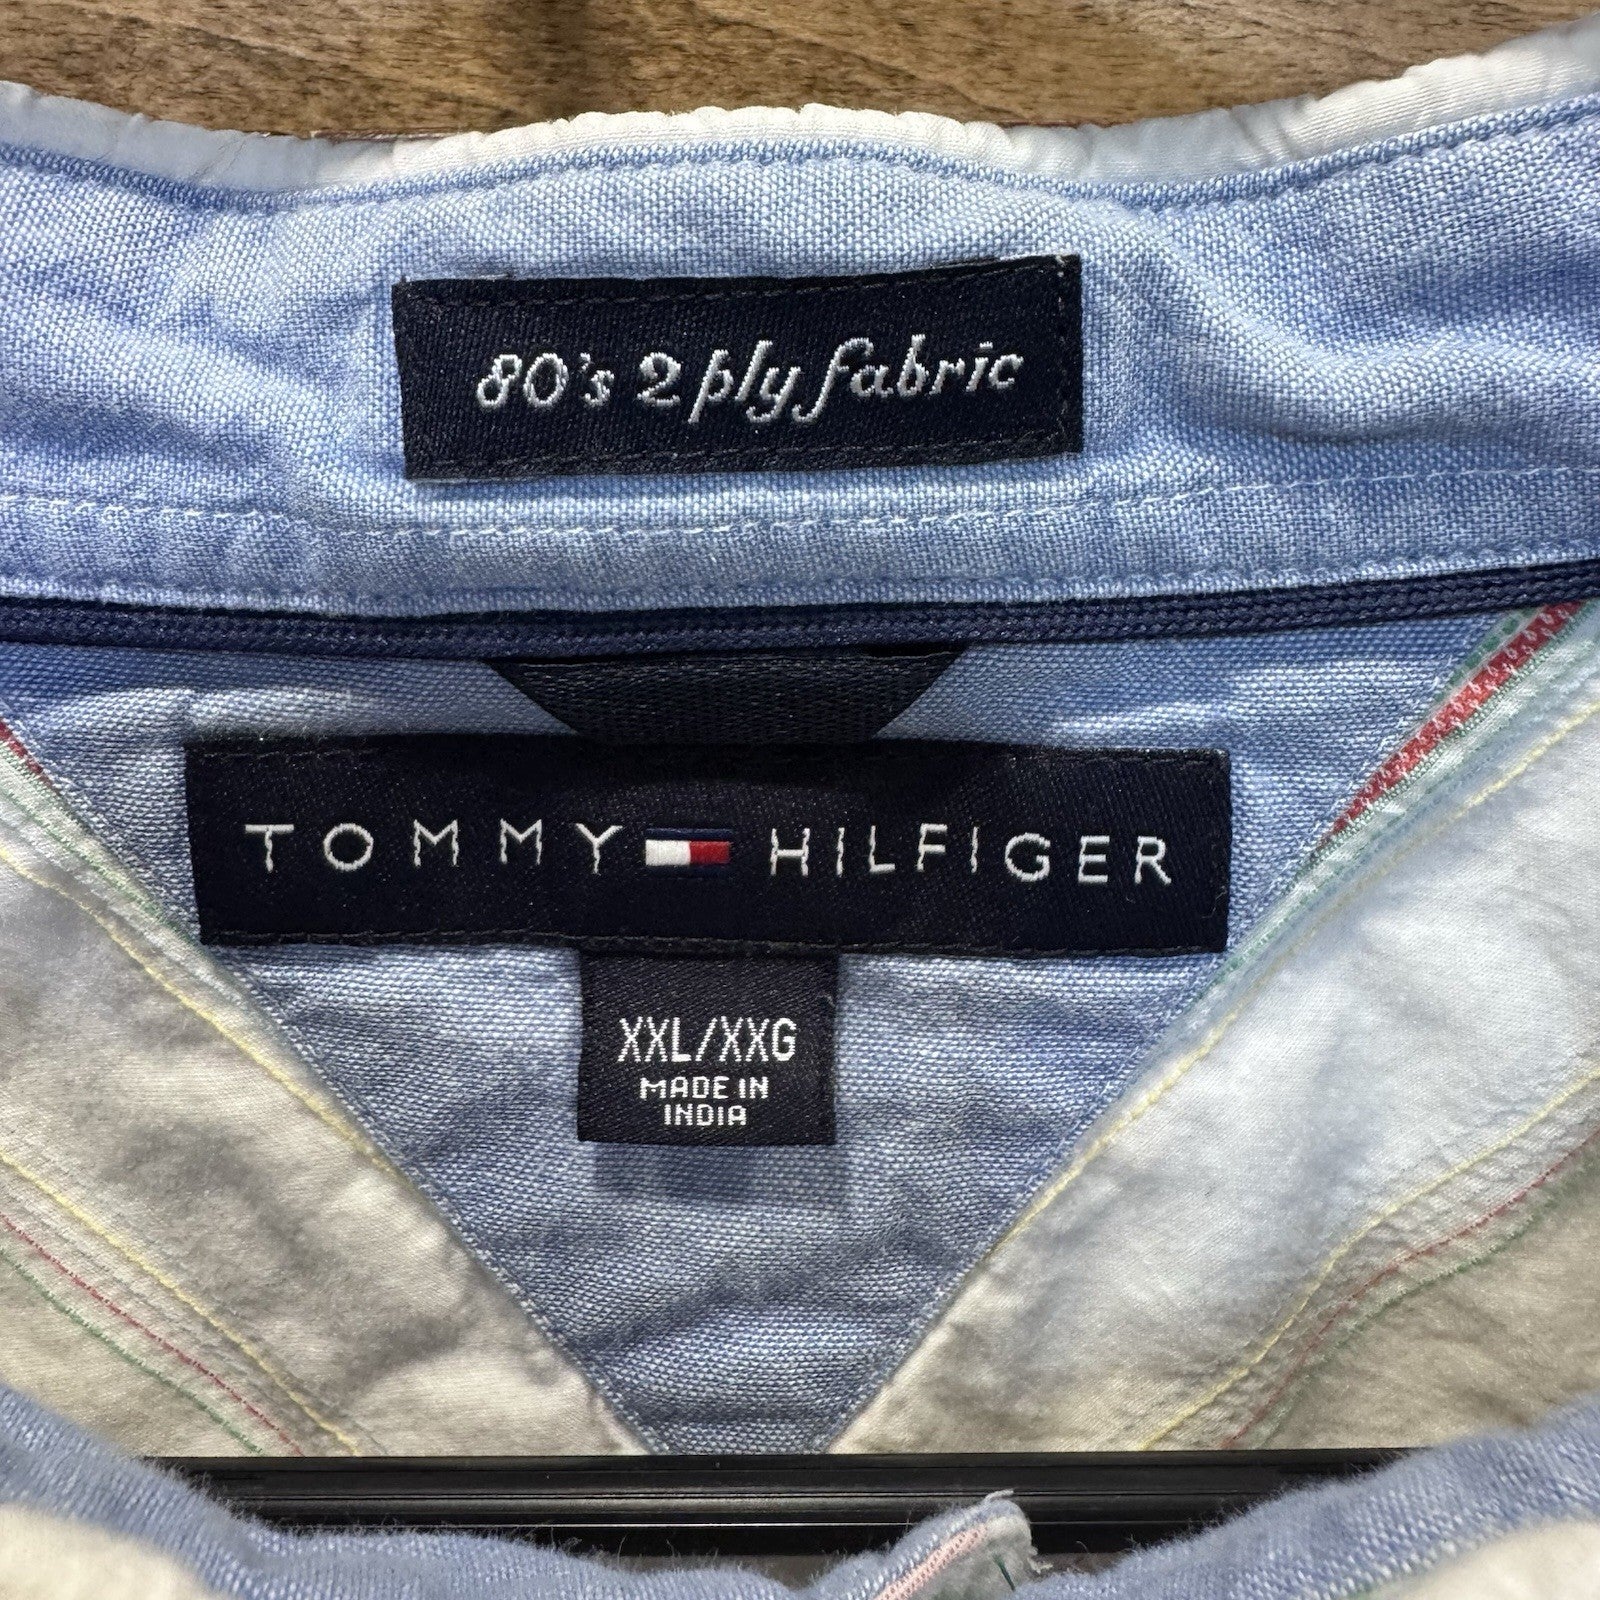 80's 2 ply fabric
TOMMY HILFIGER
XXL/XXG
MADE IN
INDIA